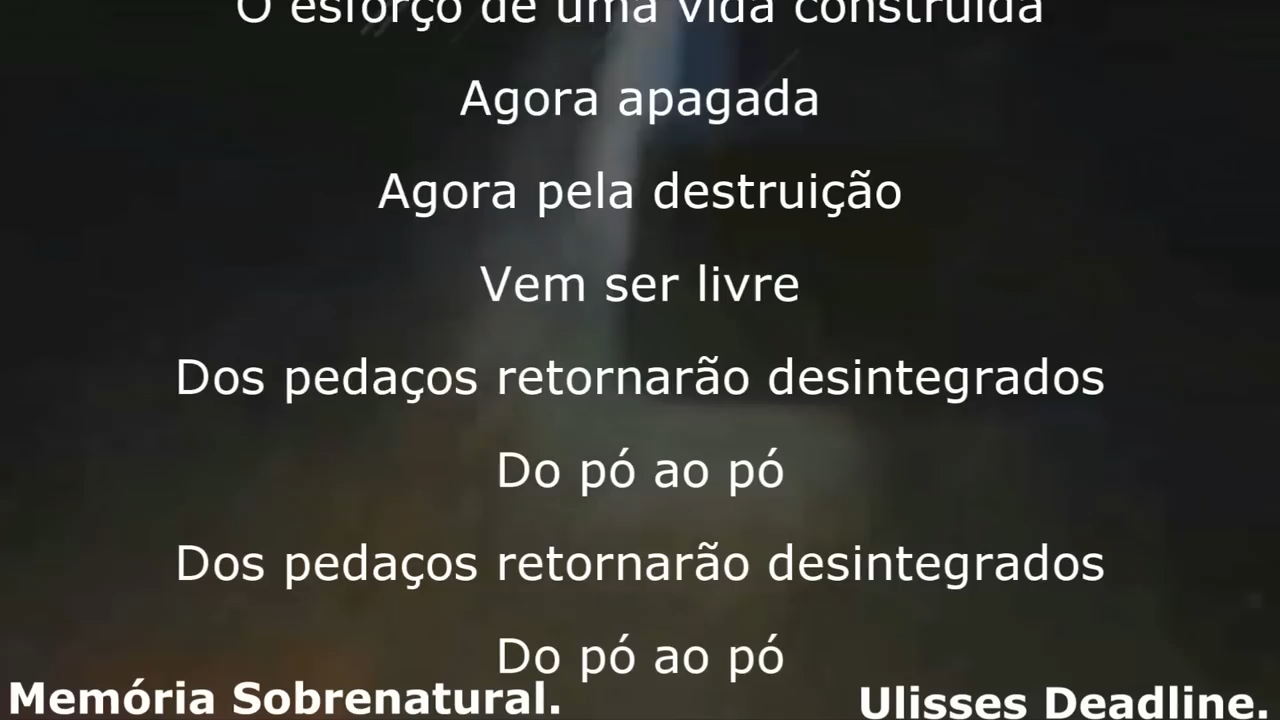 O esforço de uma vida construída
Agora apagada
Agora pela destruição
Vem ser livre
Dos pedaços retornarão desintegrados
Do pó ao pó
Dos pedaços retornarão desintegrados
Do pó ao pó
Memória Sobrenatural.
Ulisses Deadline.